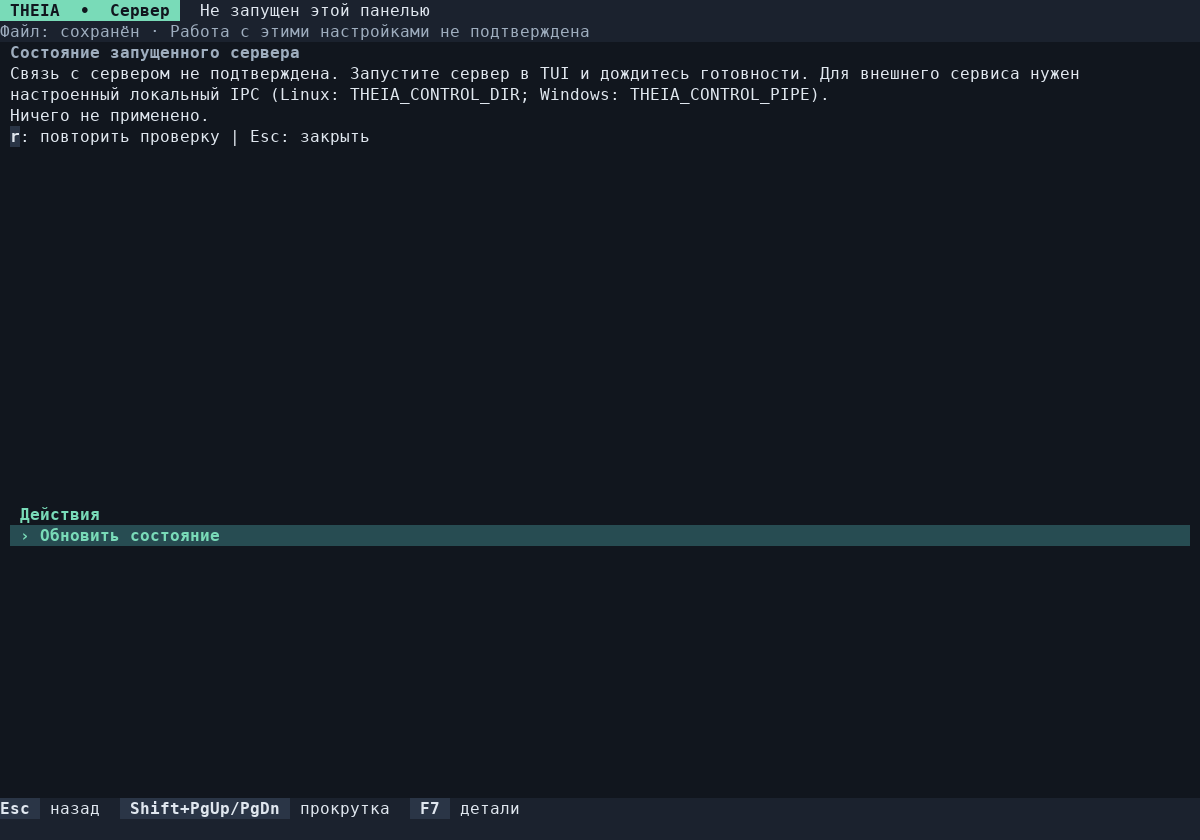 THEIA • Сервер Не запущен этой панелью
Файл: сохранён · Работа с этими настройками не подтверждена
Состояние запущенного сервера
Связь с сервером не подтверждена. Запустите сервер в TUI и дождитесь готовности. Для внешнего сервиса нужен
настроенный локальный IPC (Linux: THEIA_CONTROL_DIR; Windows: THEIA_CONTROL_PIPE).
Ничего не применено.
r: повторить проверку | Esc: закрыть
Действия
› Обновить состояние
Esc назад Shift+PgUp/PgDn прокрутка F7 детали